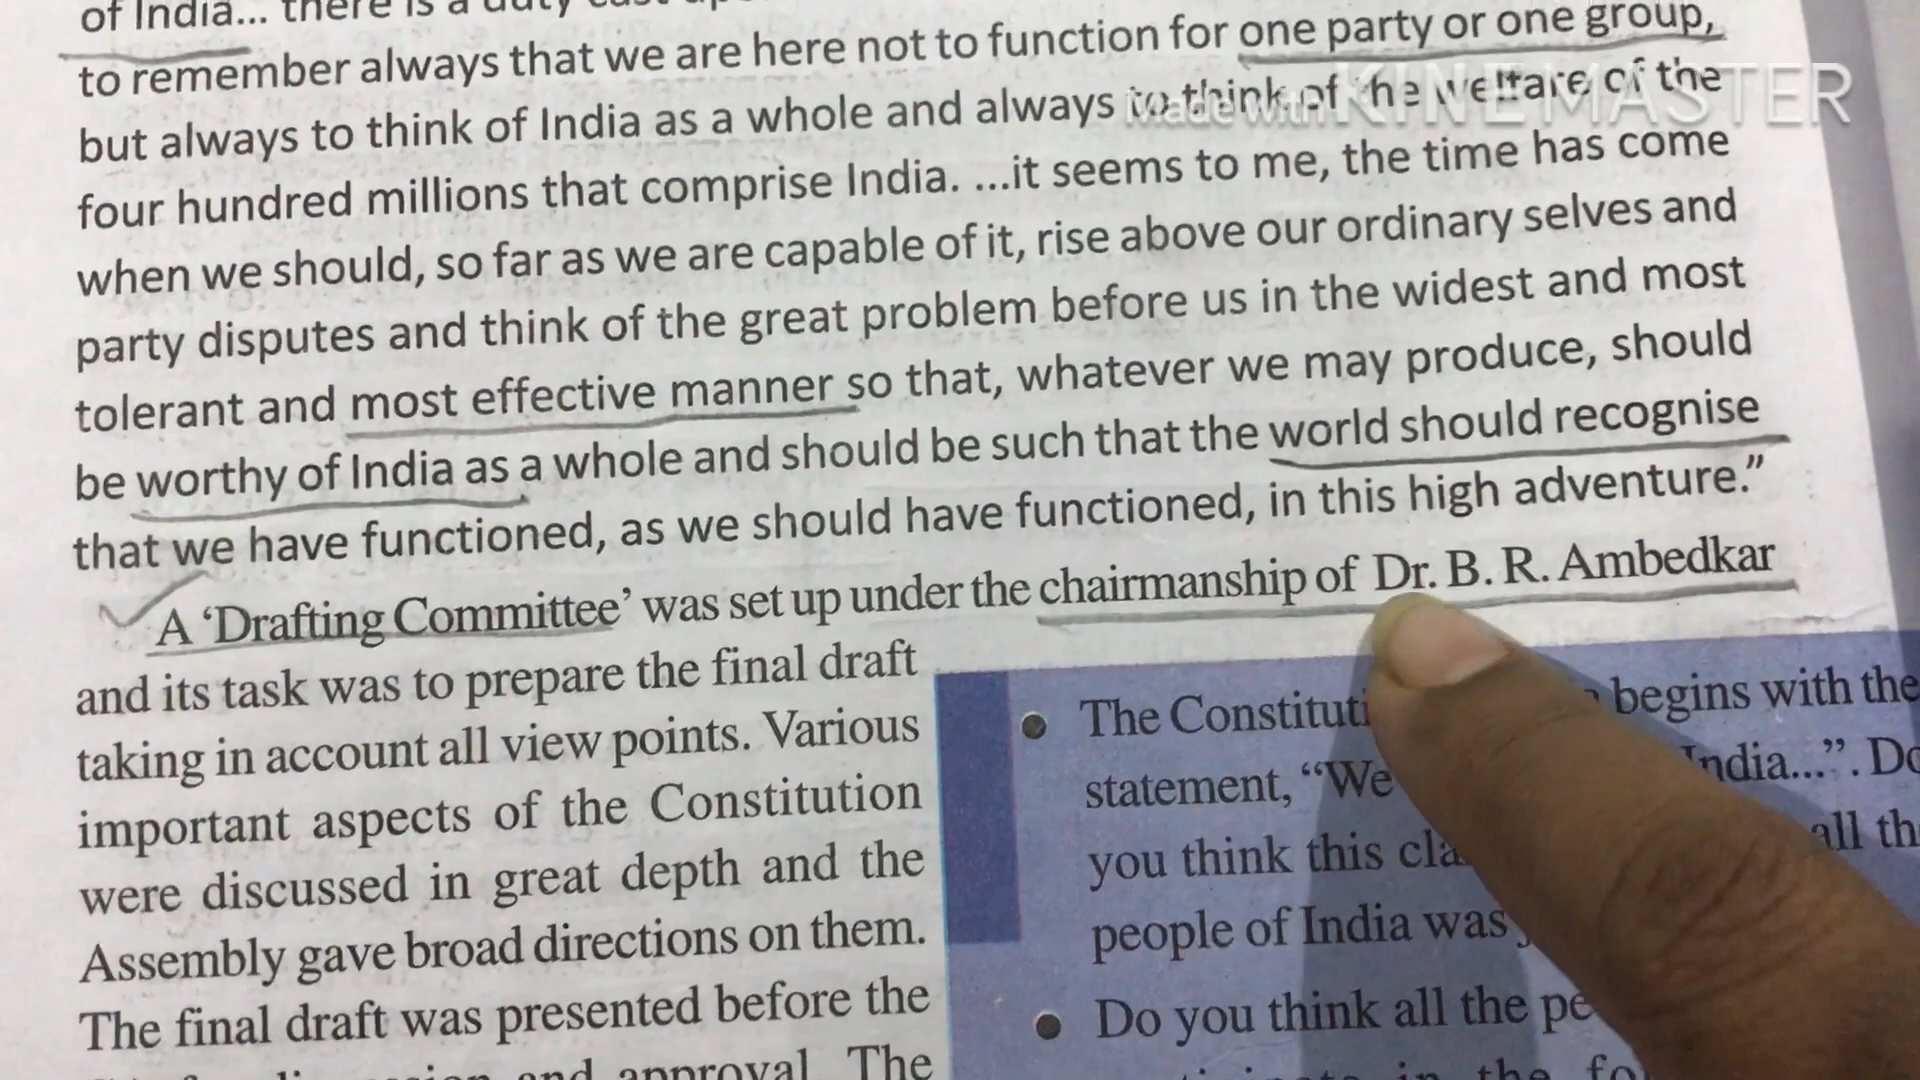 of India... there is a duty cast
to remember always that we are here not to function for one party or one group,
but always to think of India as a whole and always to think of the welfare of the
four hundred millions that comprise India. ...it seems to me, the time has come
when we should, so far as we are capable of it, rise above our ordinary selves and
party disputes and think of the great problem before us in the widest and most
tolerant and most effective manner so that, whatever we may produce, should
be worthy of India as a whole and should be such that the world should recognise
that we have functioned, as we should have functioned, in this high adventure.”
A ‘Drafting Committee’ was set up under the chairmanship of Dr. B. R. Ambedkar
and its task was to prepare the final draft
taking in account all view points. Various
important aspects of the Constitution
were discussed in great depth and the
Assembly gave broad directions on them.
The final draft was presented before the
and approval. The
The begins with the
statement, “We India...”. Do
you think this all
people of India was
Do you think all the
in the
Made with KINEMASTER